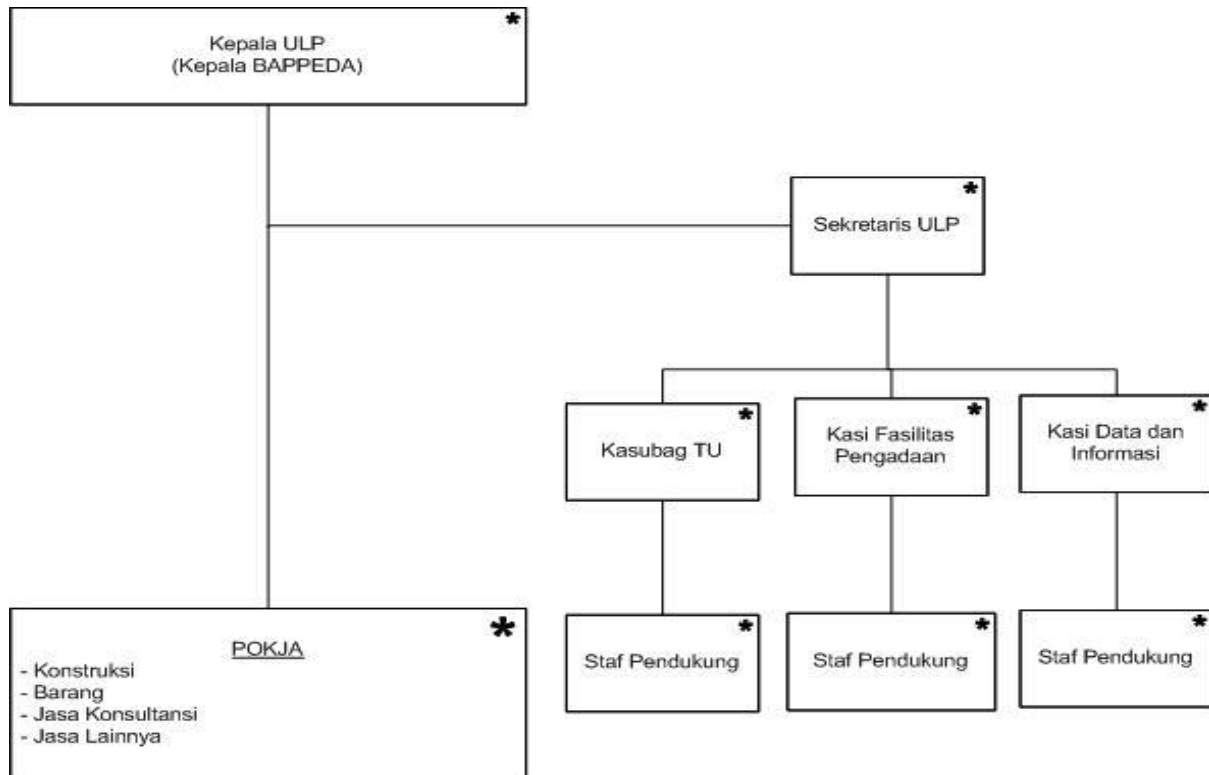 *
Kepala ULP
(Kepala BAPPEDA)
*
Sekretaris ULP
*
Kasubag TU
*
Kasi Fasilitas
Pengadaan
*
Kasi Data dan
Informasi
*
POKJA
- Konstruksi
- Barang
- Jasa Konsultansi
- Jasa Lainnya
*
Staf Pendukung
*
Staf Pendukung
*
Staf Pendukung